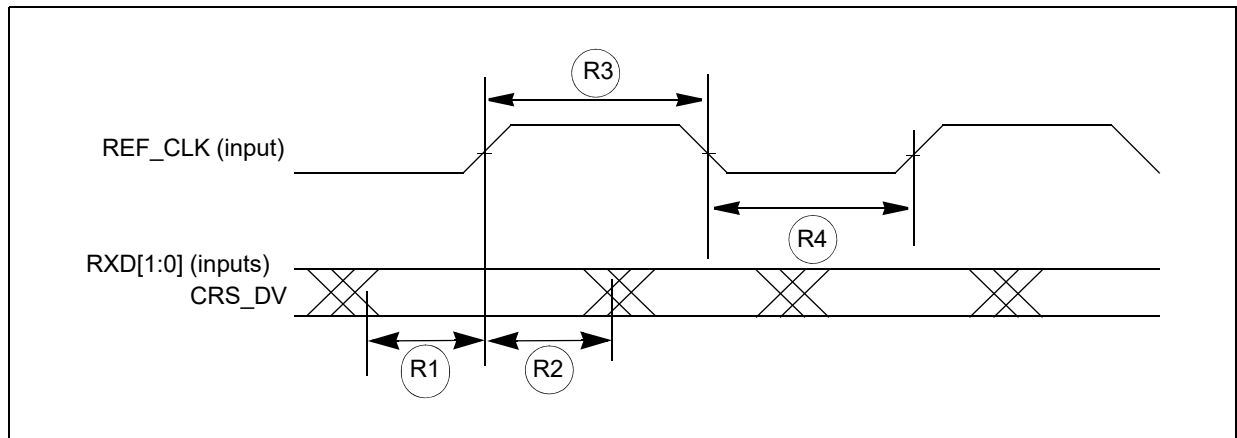 R3
REF_CLK (input)
R4
RXD[1:0] (inputs)
CRS_DV
R1
R2